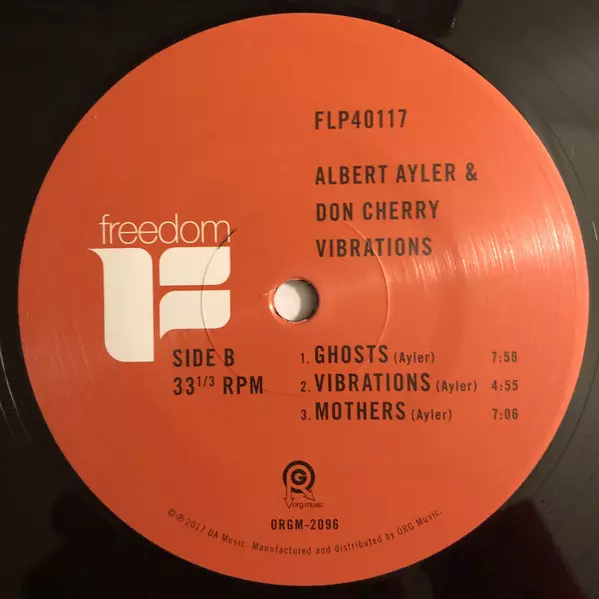 FLP40117
ALBERT AYLER &
DON CHERRY
VIBRATIONS
freedom
SIDE B
33 1/3 RPM
1. GHOSTS (Ayler) 7:58
2. VIBRATIONS (Ayler) 4:55
3. MOTHERS (Ayler) 7:06
org music
ORGM-2096
©℗ 2017 DA Music. Manufactured and distributed by ORG Music.